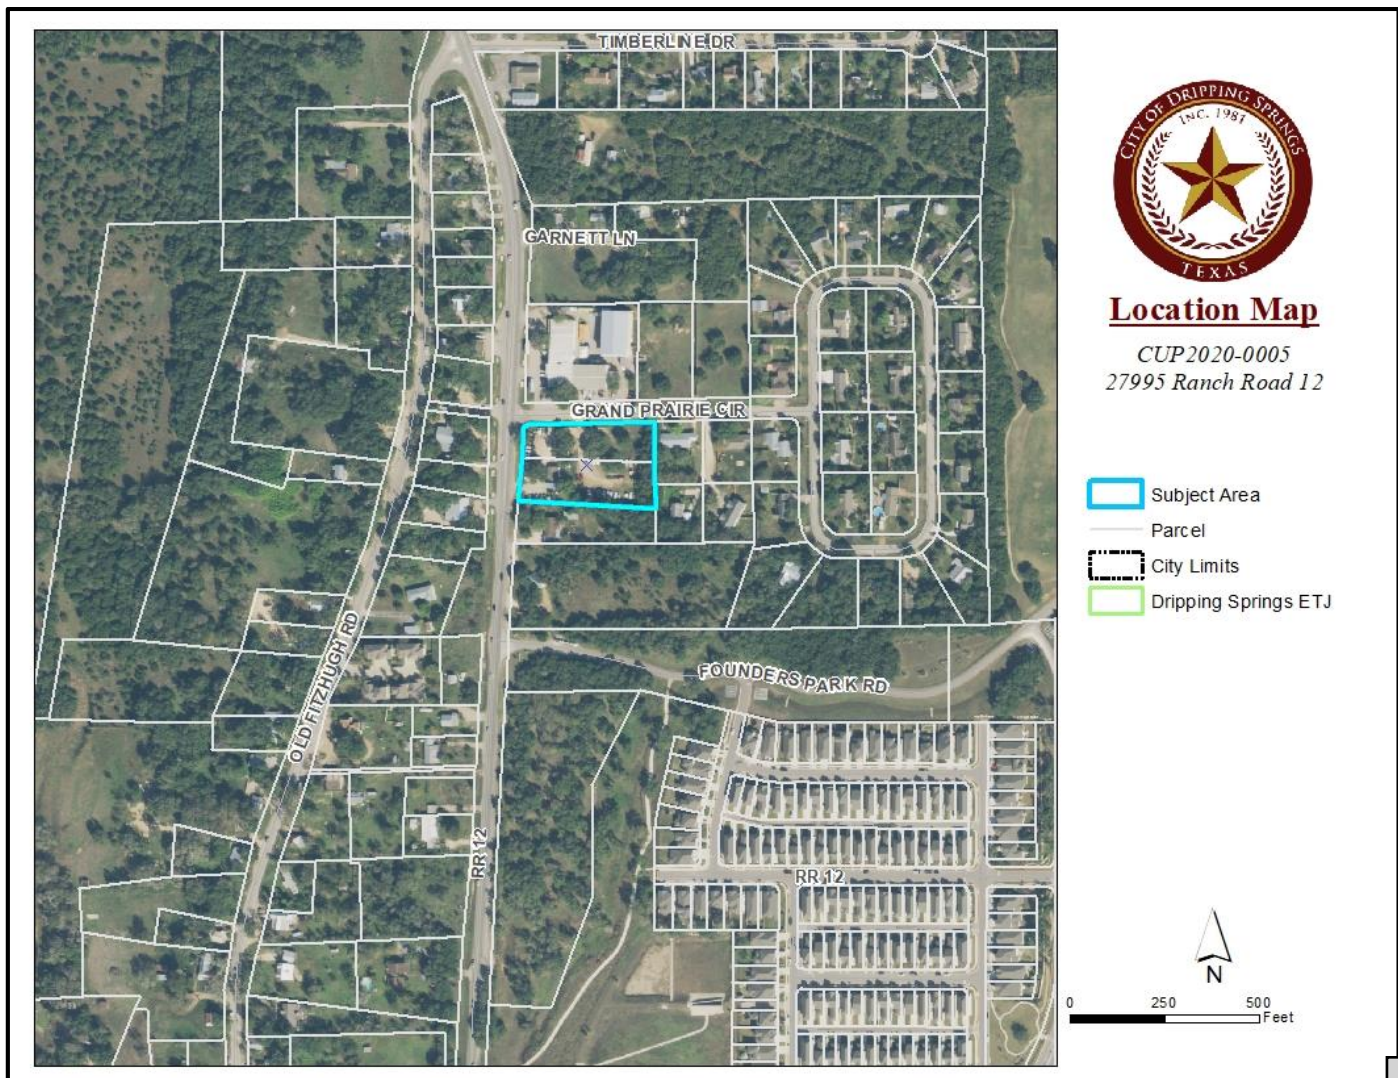 TIMBERLINE DR
GARNETT LN
GRAND PRAIRIE CIR
FOUNDERS PARK RD
OLD FITZHUGH RD
RR 12
RR 12
CITY OF DRIPPING SPRINGS
INC. 1981
TEXAS
Location Map
CUP2020-0005
27995 Ranch Road 12
Subject Area
Parcel
City Limits
Dripping Springs ETJ
N
0 250 500
Feet